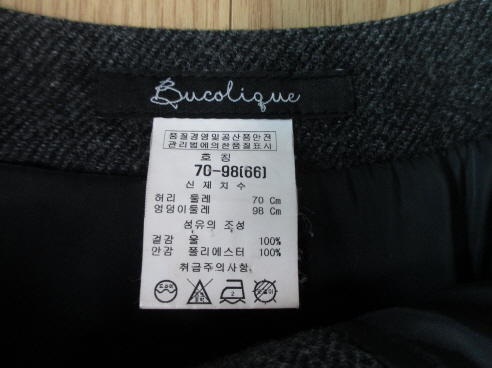 Bucolique
품질경영및공산품안전
관리법에의한품질표시
호 칭
70-98(66)
신 체 치 수
허리 둘레 70 Cm
엉덩이둘레 98 Cm
섬유의 조성
겉감 울 100%
안감 폴리에스터 100%
취급주의사항